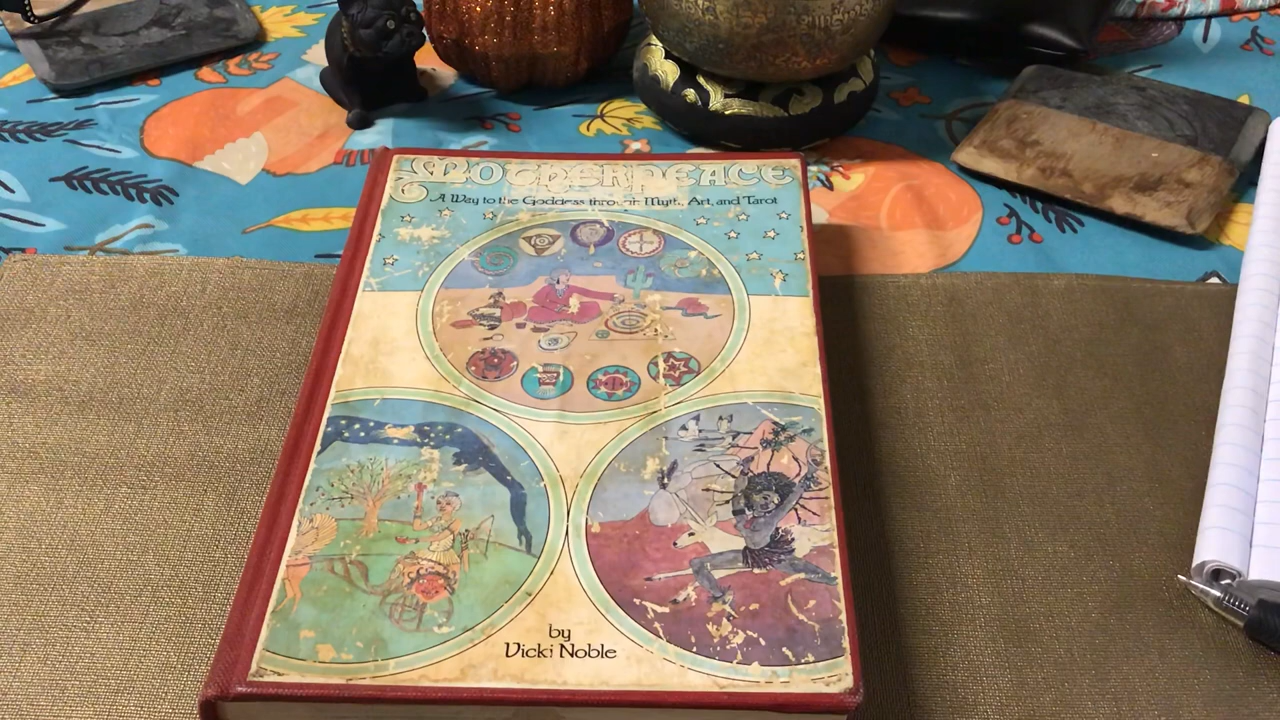 MOTHERPEACE
A Way to the Goddess through Myth, Art, and Tarot
by
Vicki Noble